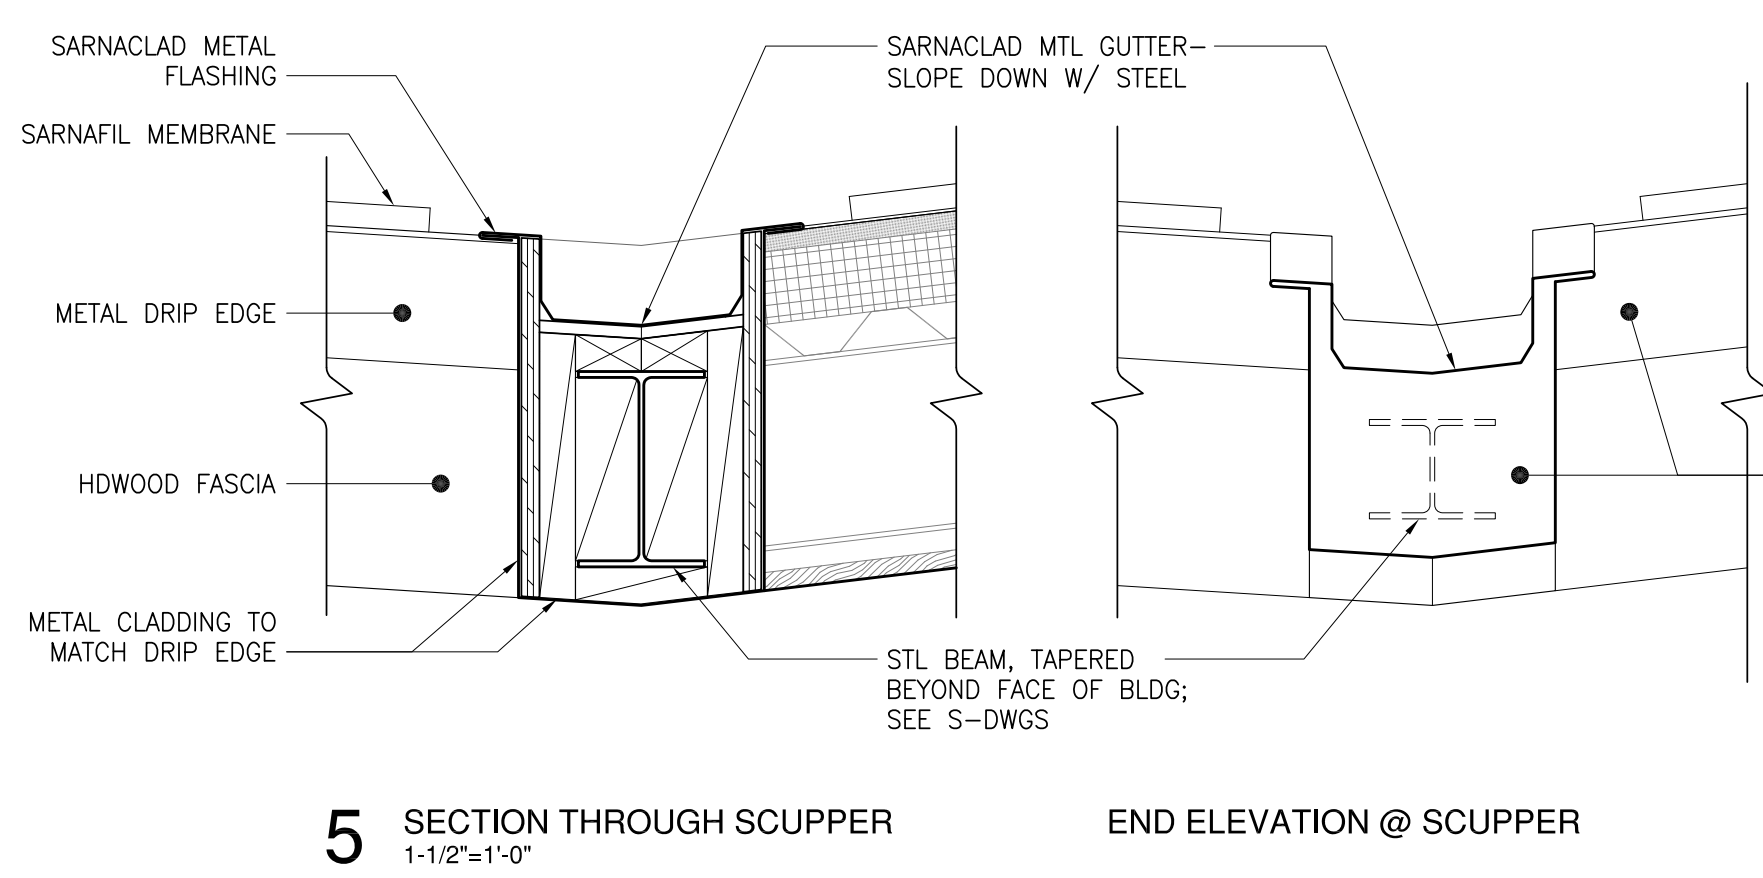 SARNACLAD METAL
FLASHING
SARNAFIL MEMBRANE
METAL DRIP EDGE
HDWOOD FASCIA
METAL CLADDING TO
MATCH DRIP EDGE
SARNACLAD MTL GUTTER-
SLOPE DOWN W/ STEEL
STL BEAM, TAPERED
BEYOND FACE OF BLDG;
SEE S-DWGS
5 SECTION THROUGH SCUPPER
1-1/2"=1'-0"
END ELEVATION @ SCUPPER